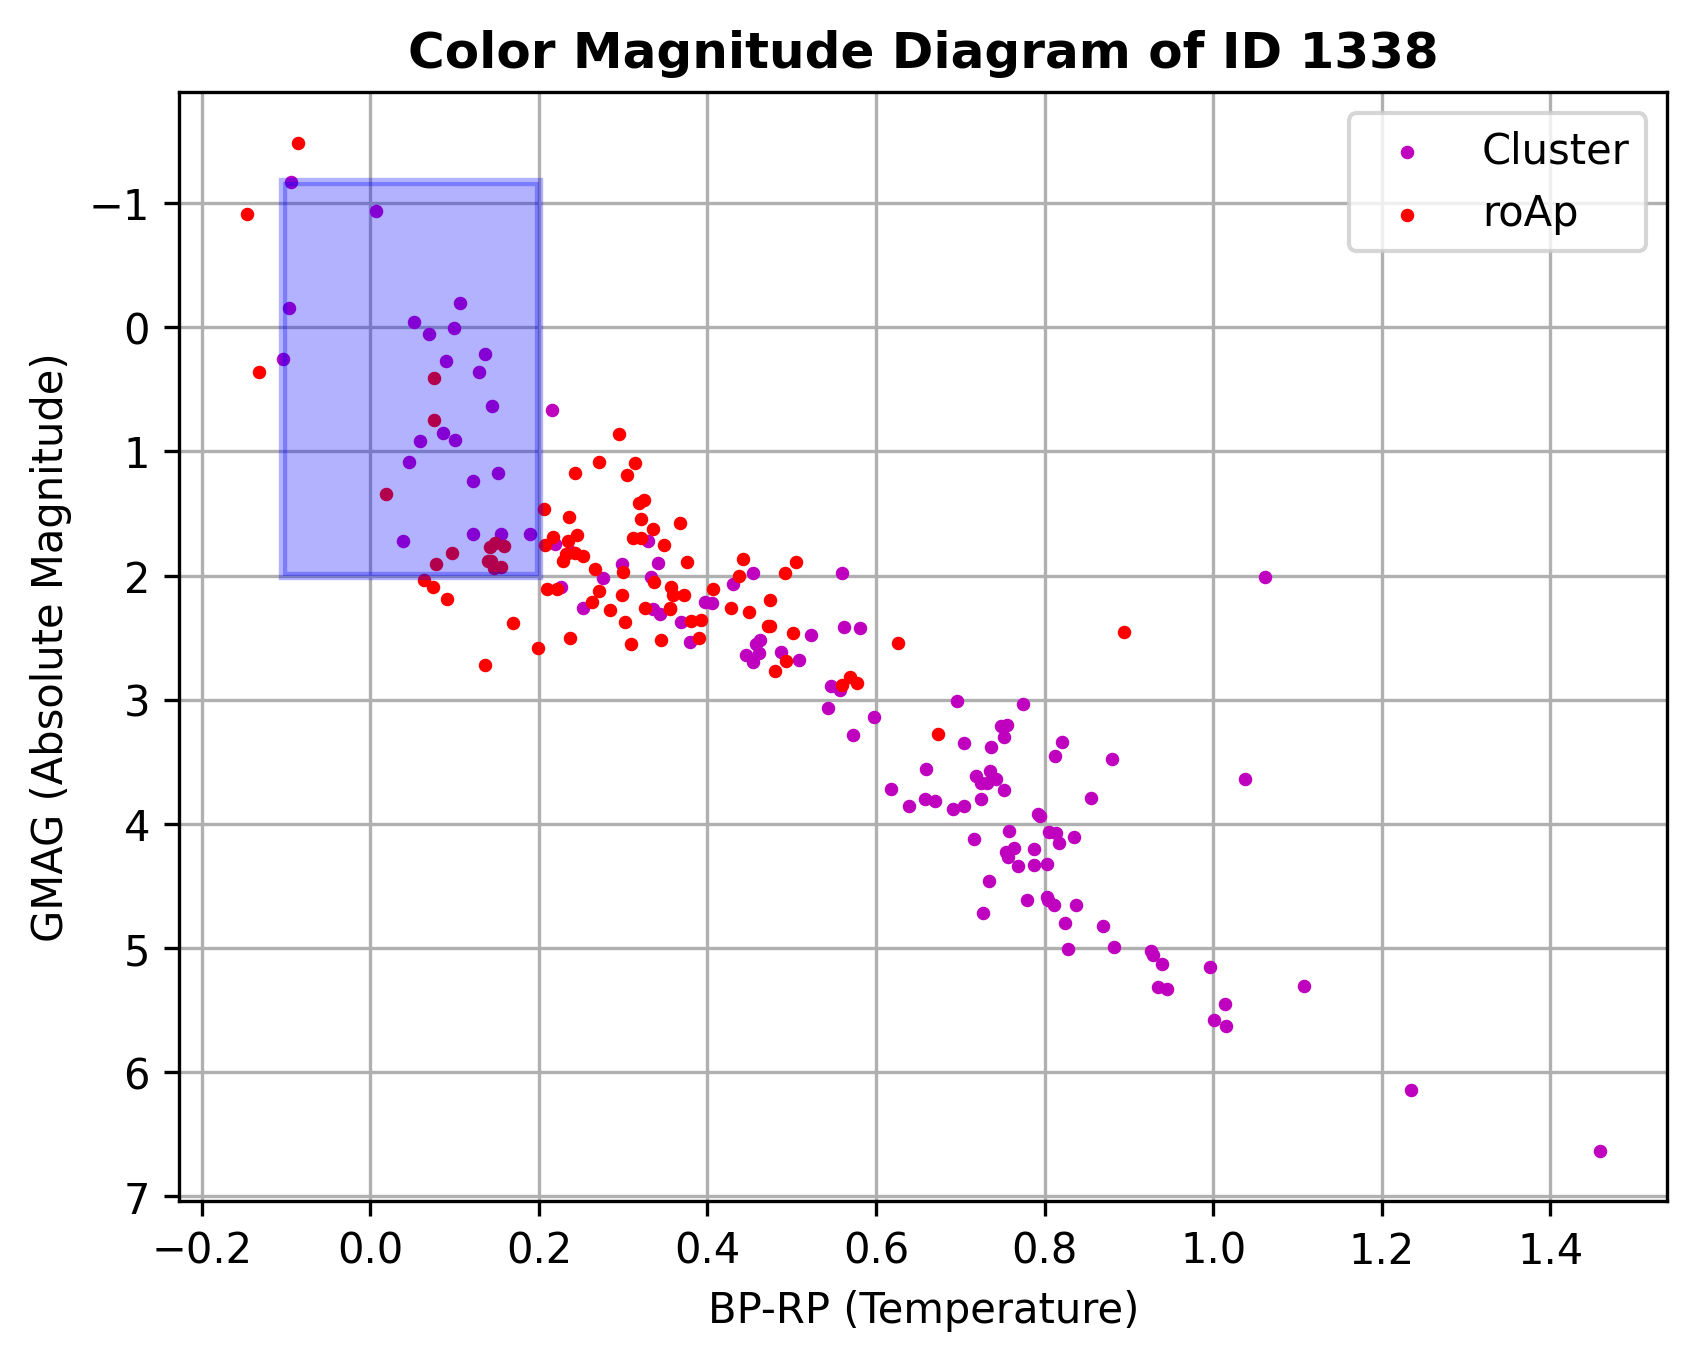 Color Magnitude Diagram of ID 1338
Cluster
roAp
GMAG (Absolute Magnitude)
−1
0
1
2
3
4
5
6
7
−0.2 0.0 0.2 0.4 0.6 0.8 1.0 1.2 1.4
BP-RP (Temperature)